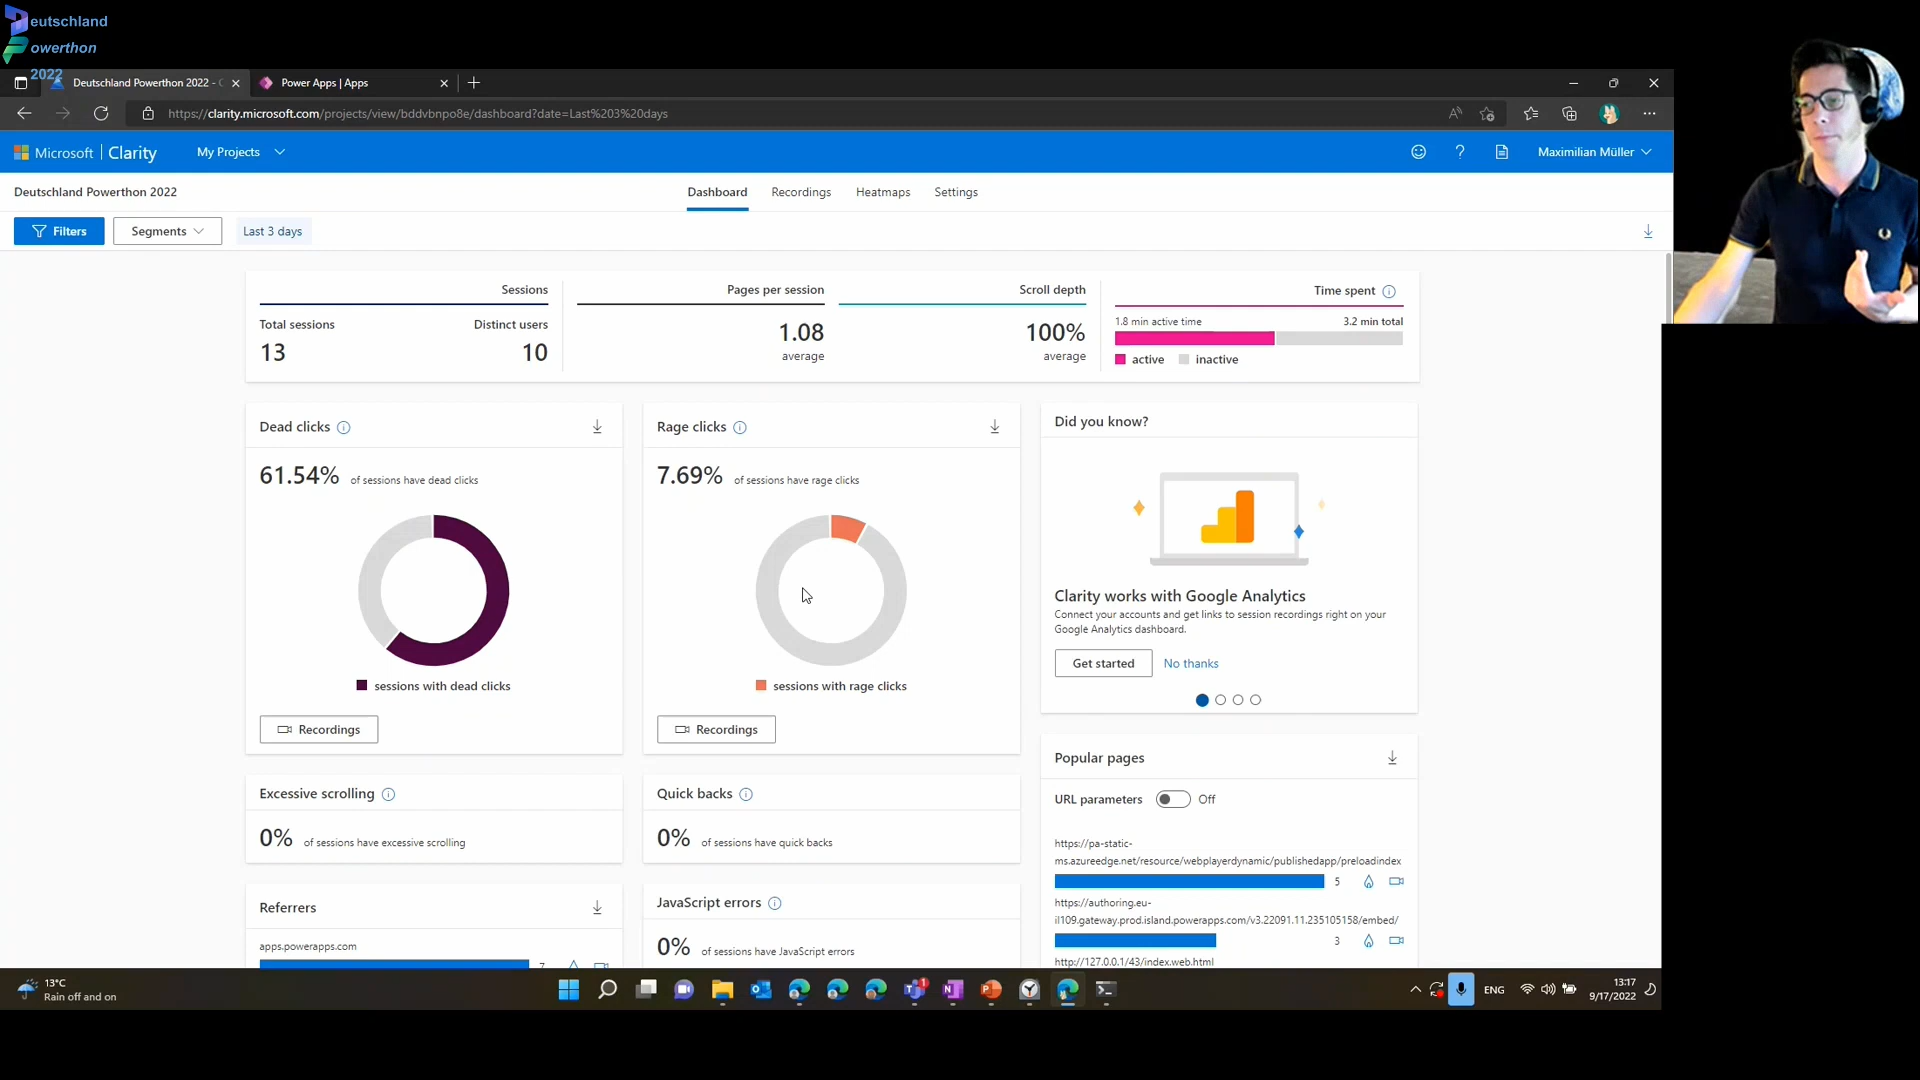 Deutschland
Powerthon
2022
Deutschland Powerthon 2022 - C
Power Apps | Apps
https://clarity.microsoft.com/projects/view/bddvbnpo8e/dashboard?date=Last%203%20days
Microsoft | Clarity
My Projects
Maximilian Müller
Deutschland Powerthon 2022
Dashboard
Recordings
Heatmaps
Settings
Filters
Segments
Last 3 days
Sessions
Total sessions
Distinct users
13
10
Pages per session
1.08
average
Scroll depth
100%
average
Time spent
1.8 min active time
3.2 min total
active
inactive
Dead clicks
61.54% of sessions have dead clicks
sessions with dead clicks
Recordings
Rage clicks
7.69% of sessions have rage clicks
sessions with rage clicks
Recordings
Did you know?
Clarity works with Google Analytics
Connect your accounts and get links to session recordings right on your
Google Analytics dashboard.
Get started
No thanks
Excessive scrolling
0% of sessions have excessive scrolling
Quick backs
0% of sessions have quick backs
Referrers
apps.powerapps.com
7
JavaScript errors
0% of sessions have JavaScript errors
Popular pages
URL parameters
Off
https://pa-static-
ms.azureedge.net/resource/webplayerdynamic/publishedapp/preloadindex
5
https://authoring.eu-
il109.gateway.prod.island.powerapps.com/v3.22091.11.235105158/embed/
3
http://127.0.0.1/43/index.web.html
13°C
Rain off and on
1
ENG
13:17
9/17/2022